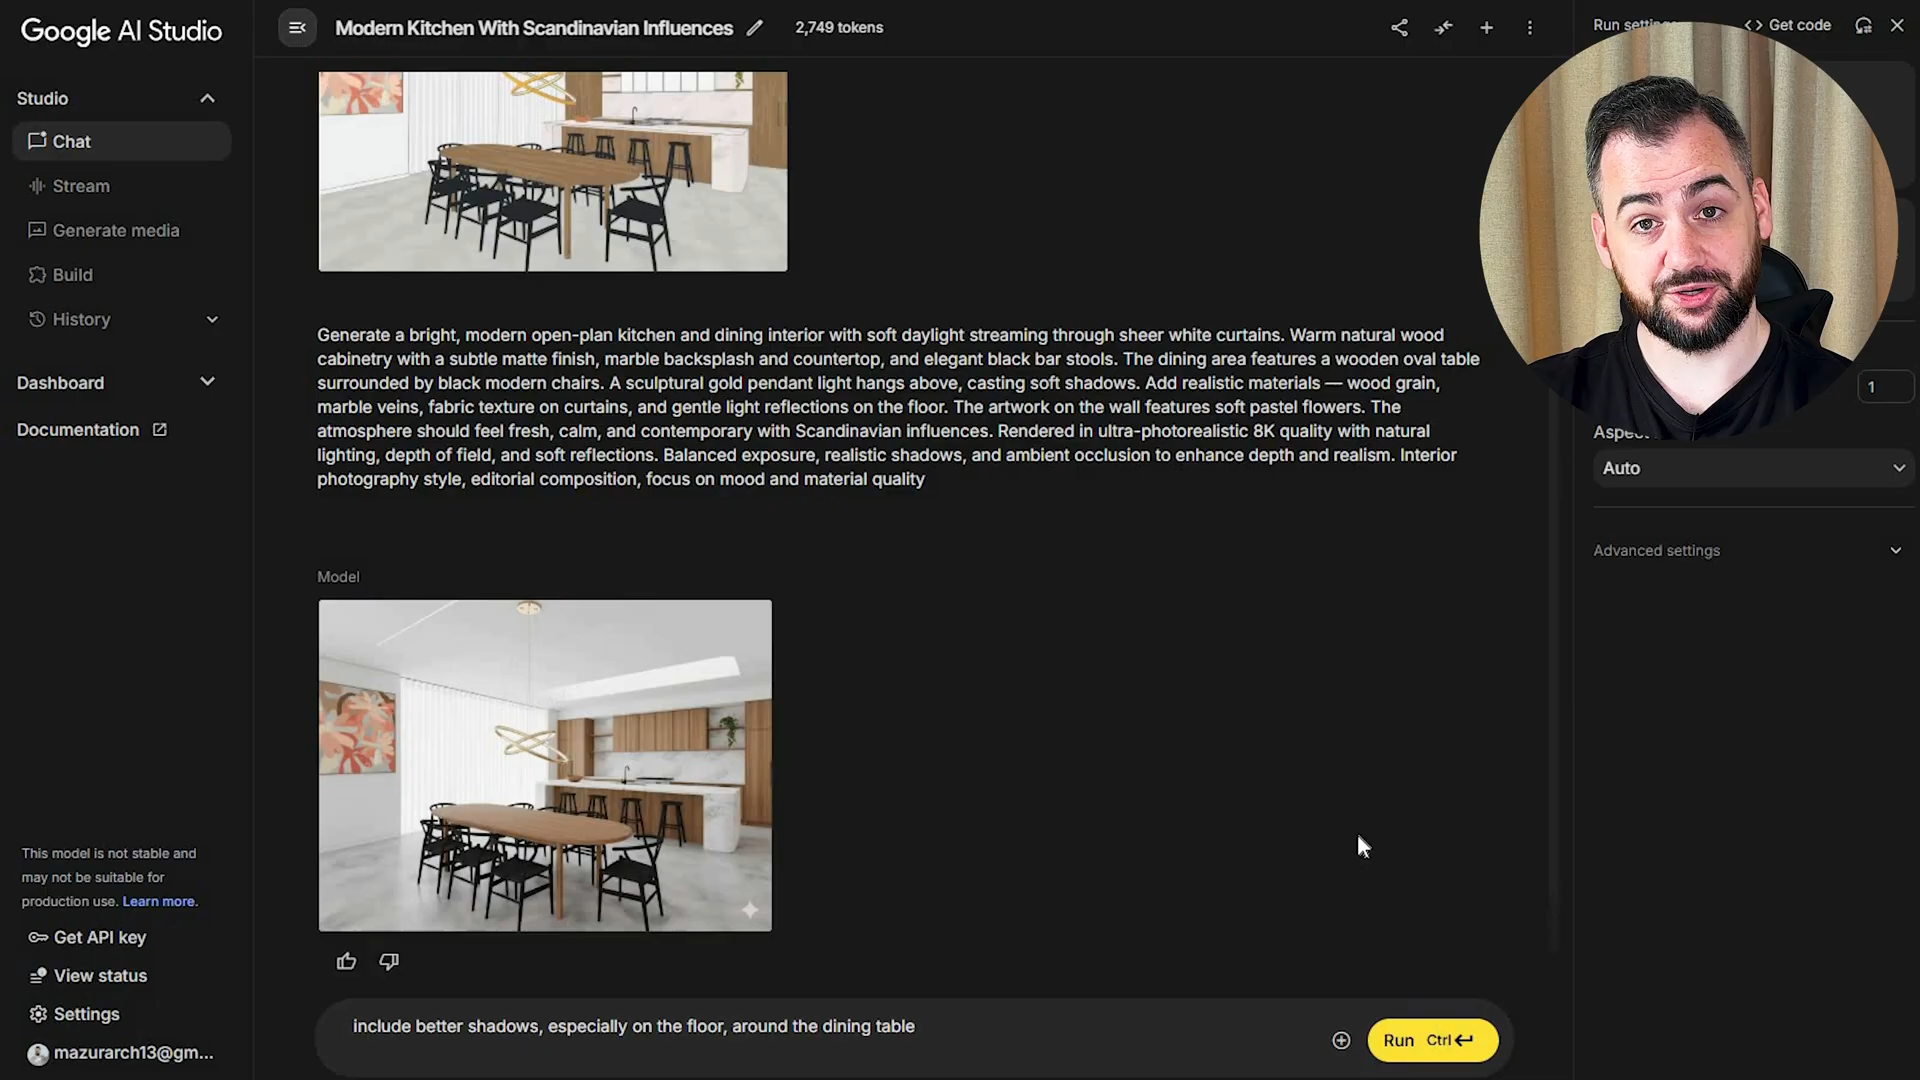 Google AI Studio
Modern Kitchen With Scandinavian Influences
2,749 tokens
Get code
Studio
Chat
Stream
Generate media
Build
History
Dashboard
Documentation
Generate a bright, modern open-plan kitchen and dining interior with soft daylight streaming through sheer white curtains. Warm natural wood
cabinetry with a subtle matte finish, marble backsplash and countertop, and elegant black bar stools. The dining area features a wooden oval table
surrounded by black modern chairs. A sculptural gold pendant light hangs above, casting soft shadows. Add realistic materials — wood grain,
marble veins, fabric texture on curtains, and gentle light reflections on the floor. The artwork on the wall features soft pastel flowers. The
atmosphere should feel fresh, calm, and contemporary with Scandinavian influences. Rendered in ultra-photorealistic 8K quality with natural
lighting, depth of field, and soft reflections. Balanced exposure, realistic shadows, and ambient occlusion to enhance depth and realism. Interior
photography style, editorial composition, focus on mood and material quality
Model
1
Auto
Advanced settings
This model is not stable and
may not be suitable for
production use. Learn more.
Get API key
View status
Settings
mazurarch13@gm...
include better shadows, especially on the floor, around the dining table
Run Ctrl